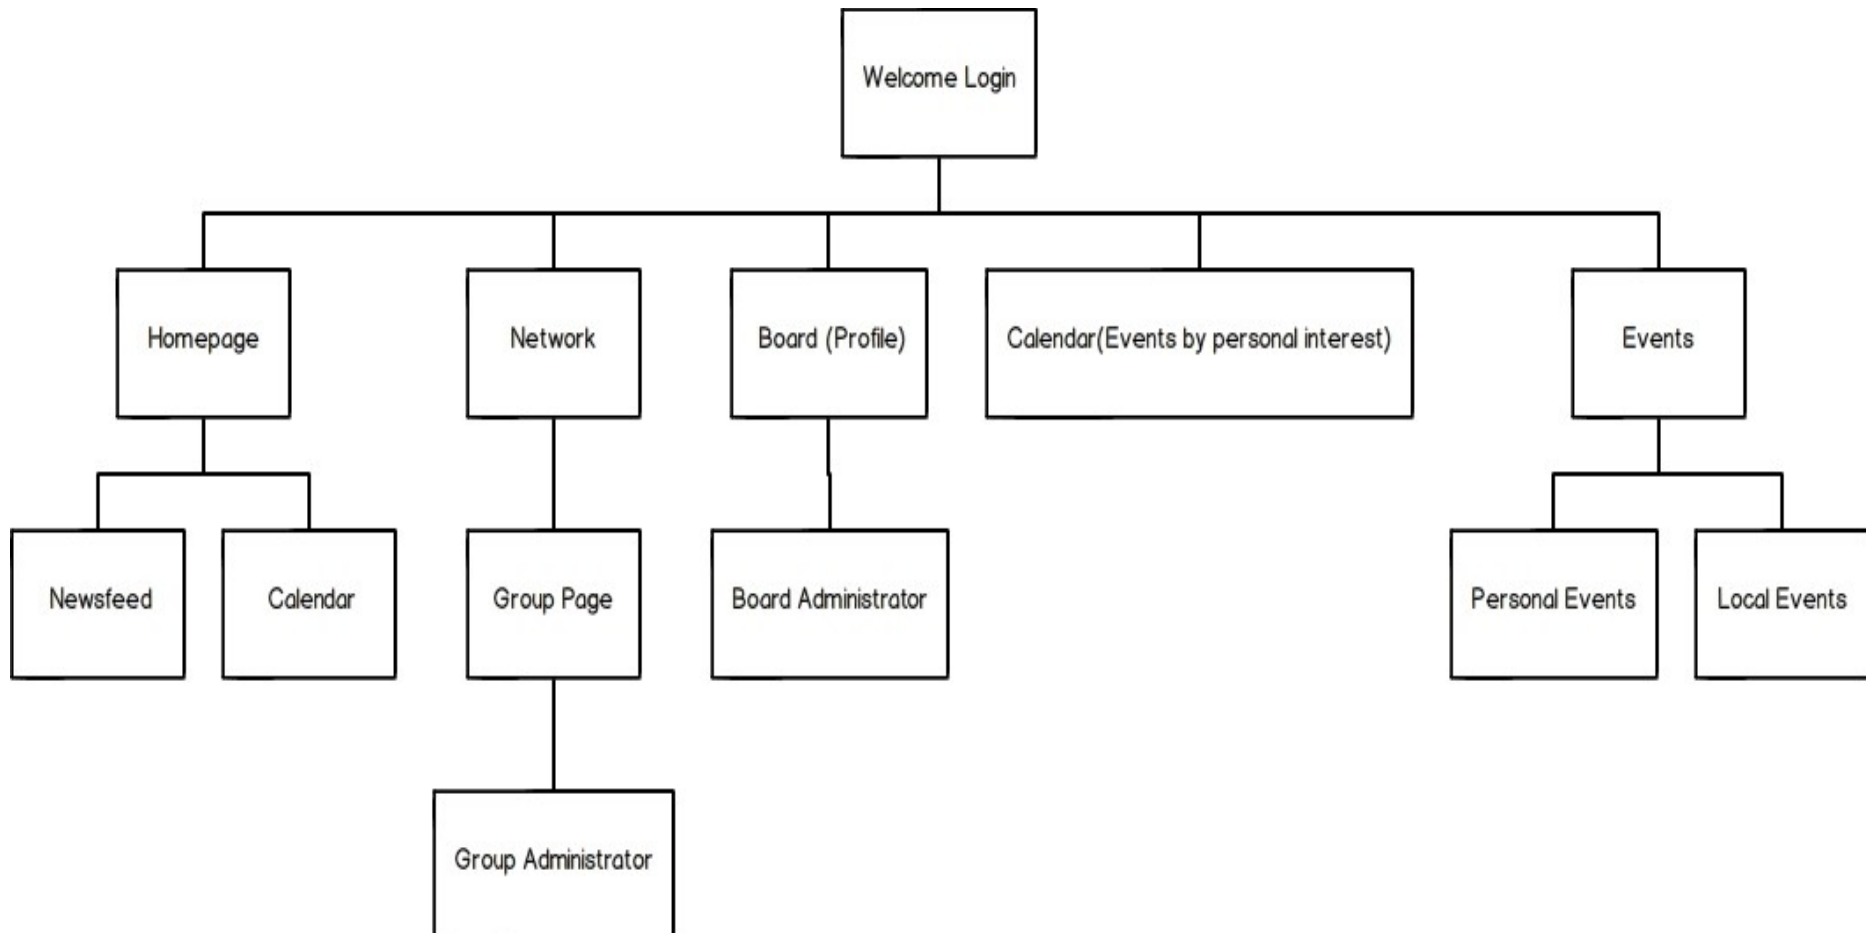 Welcome Login
Homepage
Network
Board (Profile)
Calendar(Events by personal interest)
Events
Newsfeed
Calendar
Group Page
Board Administrator
Personal Events
Local Events
Group Administrator